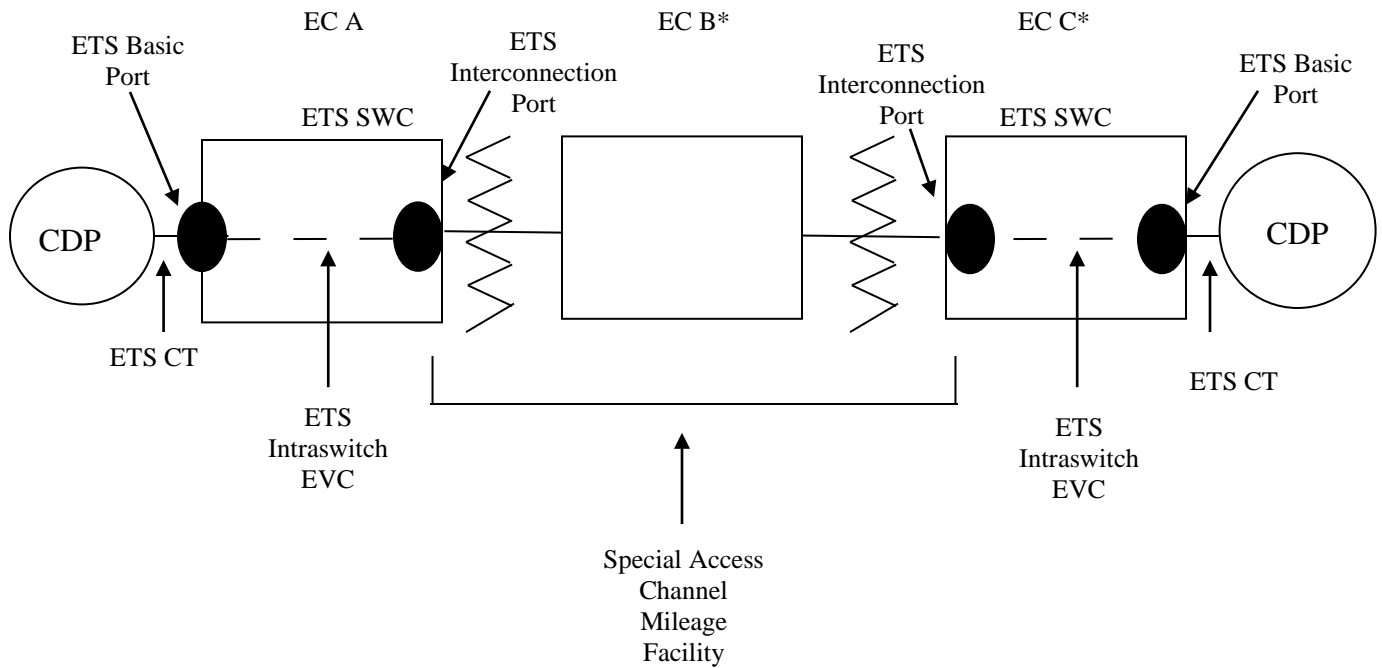 EC A
EC B*
EC C*
ETS Basic
Port
ETS
Interconnection
Port
ETS
Interconnection
Port
ETS Basic
Port
ETS SWC
ETS SWC
CDP
CDP
ETS CT
ETS CT
ETS
Intraswitch
EVC
ETS
Intraswitch
EVC
Special Access
Channel
Mileage
Facility